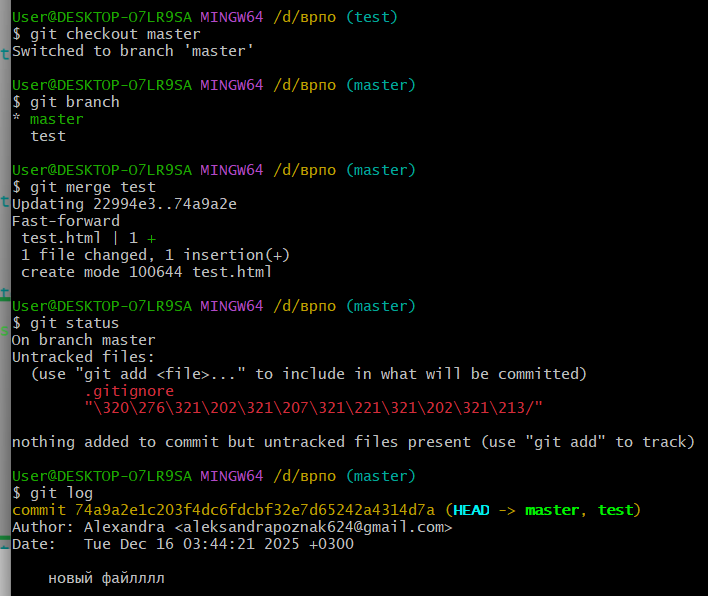 User@DESKTOP-O7LR9SA MINGW64 /d/врпо (test)
$ git checkout master
Switched to branch 'master'
User@DESKTOP-O7LR9SA MINGW64 /d/врпо (master)
$ git branch
* master
test
User@DESKTOP-O7LR9SA MINGW64 /d/врпо (master)
$ git merge test
Updating 22994e3..74a9a2e
Fast-forward
test.html | 1 +
1 file changed, 1 insertion(+)
create mode 100644 test.html
User@DESKTOP-O7LR9SA MINGW64 /d/врпо (master)
$ git status
On branch master
Untracked files:
(use "git add <file>..." to include in what will be committed)
.gitignore
"\320\276\321\202\321\207\321\221\321\202\321\213/"
nothing added to commit but untracked files present (use "git add" to track)
User@DESKTOP-O7LR9SA MINGW64 /d/врпо (master)
$ git log
commit 74a9a2e1c203f4dc6fdcbf32e7d65242a4314d7a (HEAD -> master, test)
Author: Alexandra <aleksandrapoznak624@gmail.com>
Date: Tue Dec 16 03:44:21 2025 +0300
новый файлллл